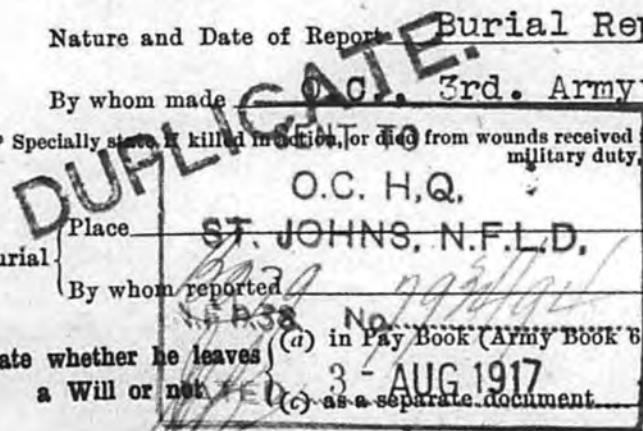 Nature and Date of Report Burial Rep
By whom made O.C., 3rd. Army
DUPLICATE.
* Specially state if killed in action, or died from wounds received
military duty,
SENT TO
O.C. H,Q,
ST. JOHNS, N.F.L.D,
urial { Place
By whom reported
No.
ate whether he leaves
a Will or not
(a) in Pay Book (Army Book 6
DATED 3 - AUG 1917
(c) as a separate document